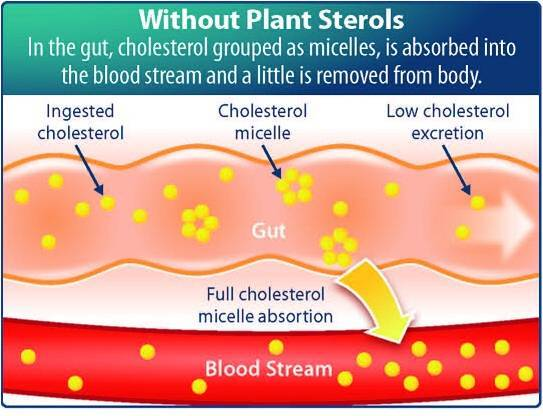 Without Plant Sterols
In the gut, cholesterol grouped as micelles, is absorbed into
the blood stream and a little is removed from body.
Ingested
cholesterol
Cholesterol
micelle
Low cholesterol
excretion
Gut
Full cholesterol
micelle absortion
Blood Stream